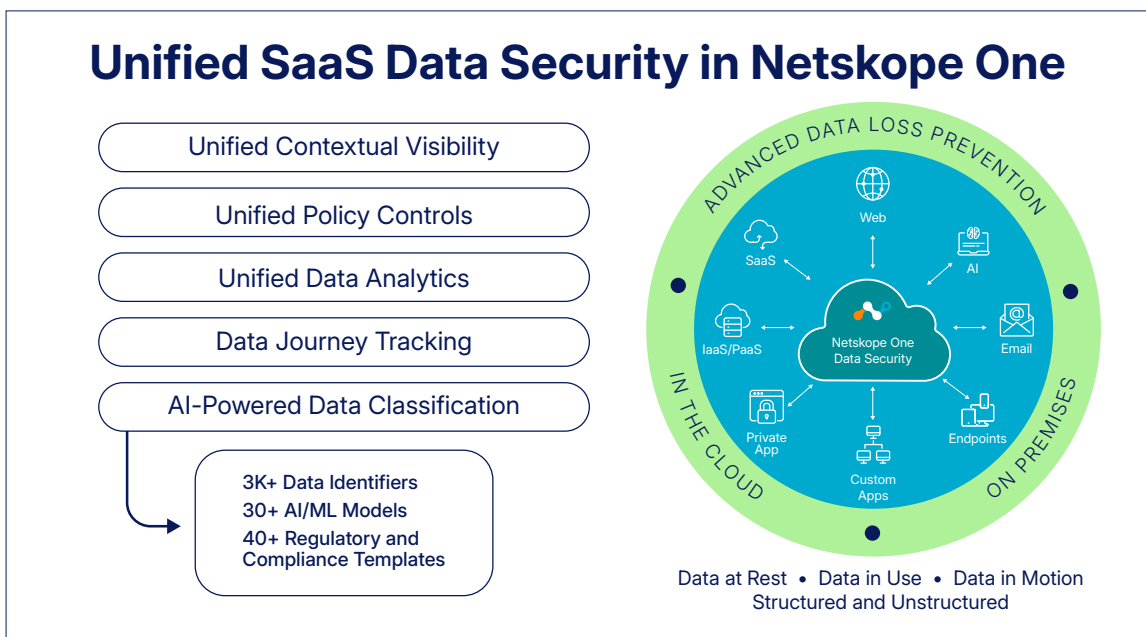 Unified SaaS Data Security in Netskope One
Unified Contextual Visibility
Unified Policy Controls
Unified Data Analytics
Data Journey Tracking
AI-Powered Data Classification
3K+ Data Identifiers
30+ AI/ML Models
40+ Regulatory and
Compliance Templates
ADVANCED DATA LOSS PREVENTION
Web
SaaS
AI
IaaS/PaaS
Netskope One
Data Security
Email
Private
App
Custom
Apps
Endpoints
IN THE CLOUD
ON PREMISES
Data at Rest • Data in Use • Data in Motion
Structured and Unstructured